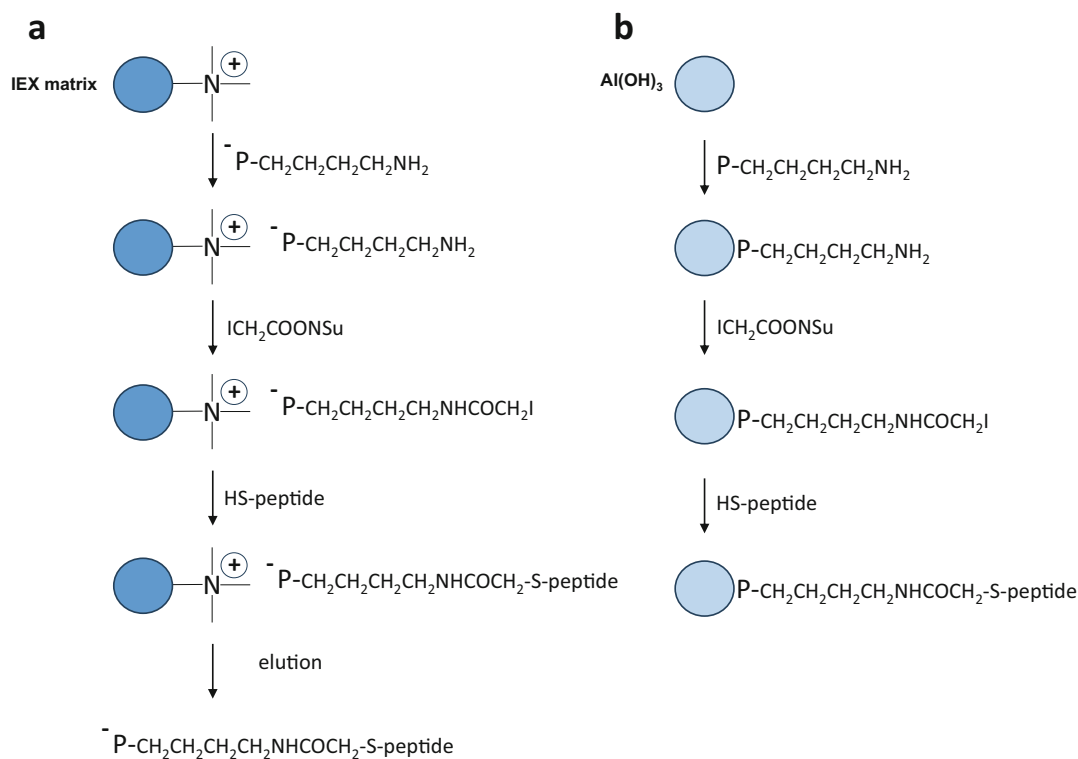 a
IEX matrix
N
+
- P-CH₂CH₂CH₂CH₂NH₂
N
+
- P-CH₂CH₂CH₂CH₂NH₂
ICH₂COONSu
N
+
- P-CH₂CH₂CH₂CH₂NHCOCH₂I
HS-peptide
N
+
- P-CH₂CH₂CH₂CH₂NHCOCH₂-S-peptide
elution
- P-CH₂CH₂CH₂CH₂NHCOCH₂-S-peptide
b
Al(OH)₃
P-CH₂CH₂CH₂CH₂NH₂
P-CH₂CH₂CH₂CH₂NH₂
ICH₂COONSu
P-CH₂CH₂CH₂CH₂NHCOCH₂I
HS-peptide
P-CH₂CH₂CH₂CH₂NHCOCH₂-S-peptide